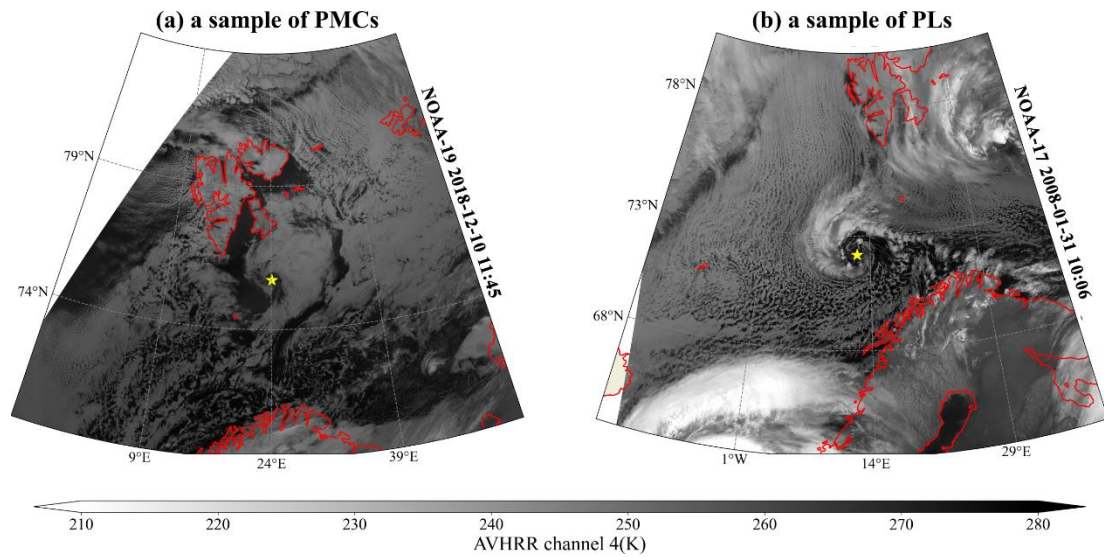 (a) a sample of PMCs
NOAA-19 2018-12-10 11:45
79°N
74°N
9°E
24°E
39°E
(b) a sample of PLs
NOAA-17 2008-01-31 10:06
78°N
73°N
68°N
1°W
14°E
29°E
210 220 230 240 250 260 270 280
AVHRR channel 4(K)